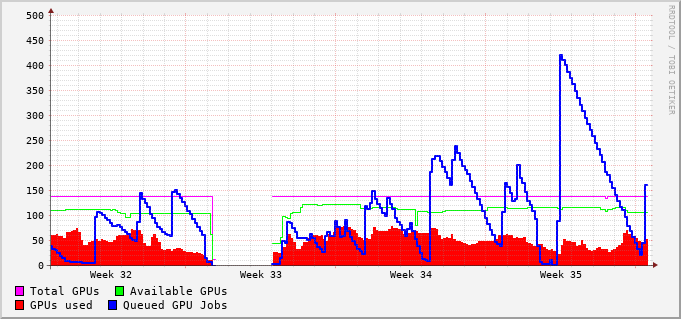 500
450
400
350
300
250
200
150
100
50
0
Week 32 Week 33 Week 34 Week 35
Total GPUs Available GPUs
GPUs used Queued GPU Jobs
RRDTOOL / TOBI OETIKER